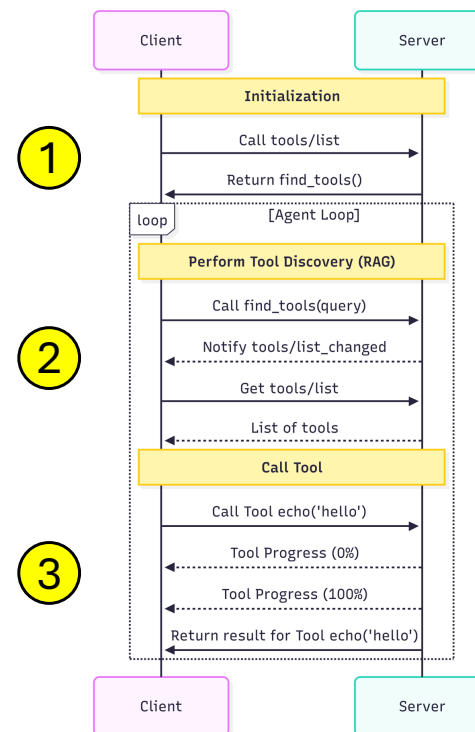 Client
Server
Initialization
1
Call tools/list
Return find_tools()
loop
[Agent Loop]
Perform Tool Discovery (RAG)
Call find_tools(query)
2
Notify tools/list_changed
Get tools/list
List of tools
Call Tool
Call Tool echo('hello')
3
Tool Progress (0%)
Tool Progress (100%)
Return result for Tool echo('hello')
Client
Server